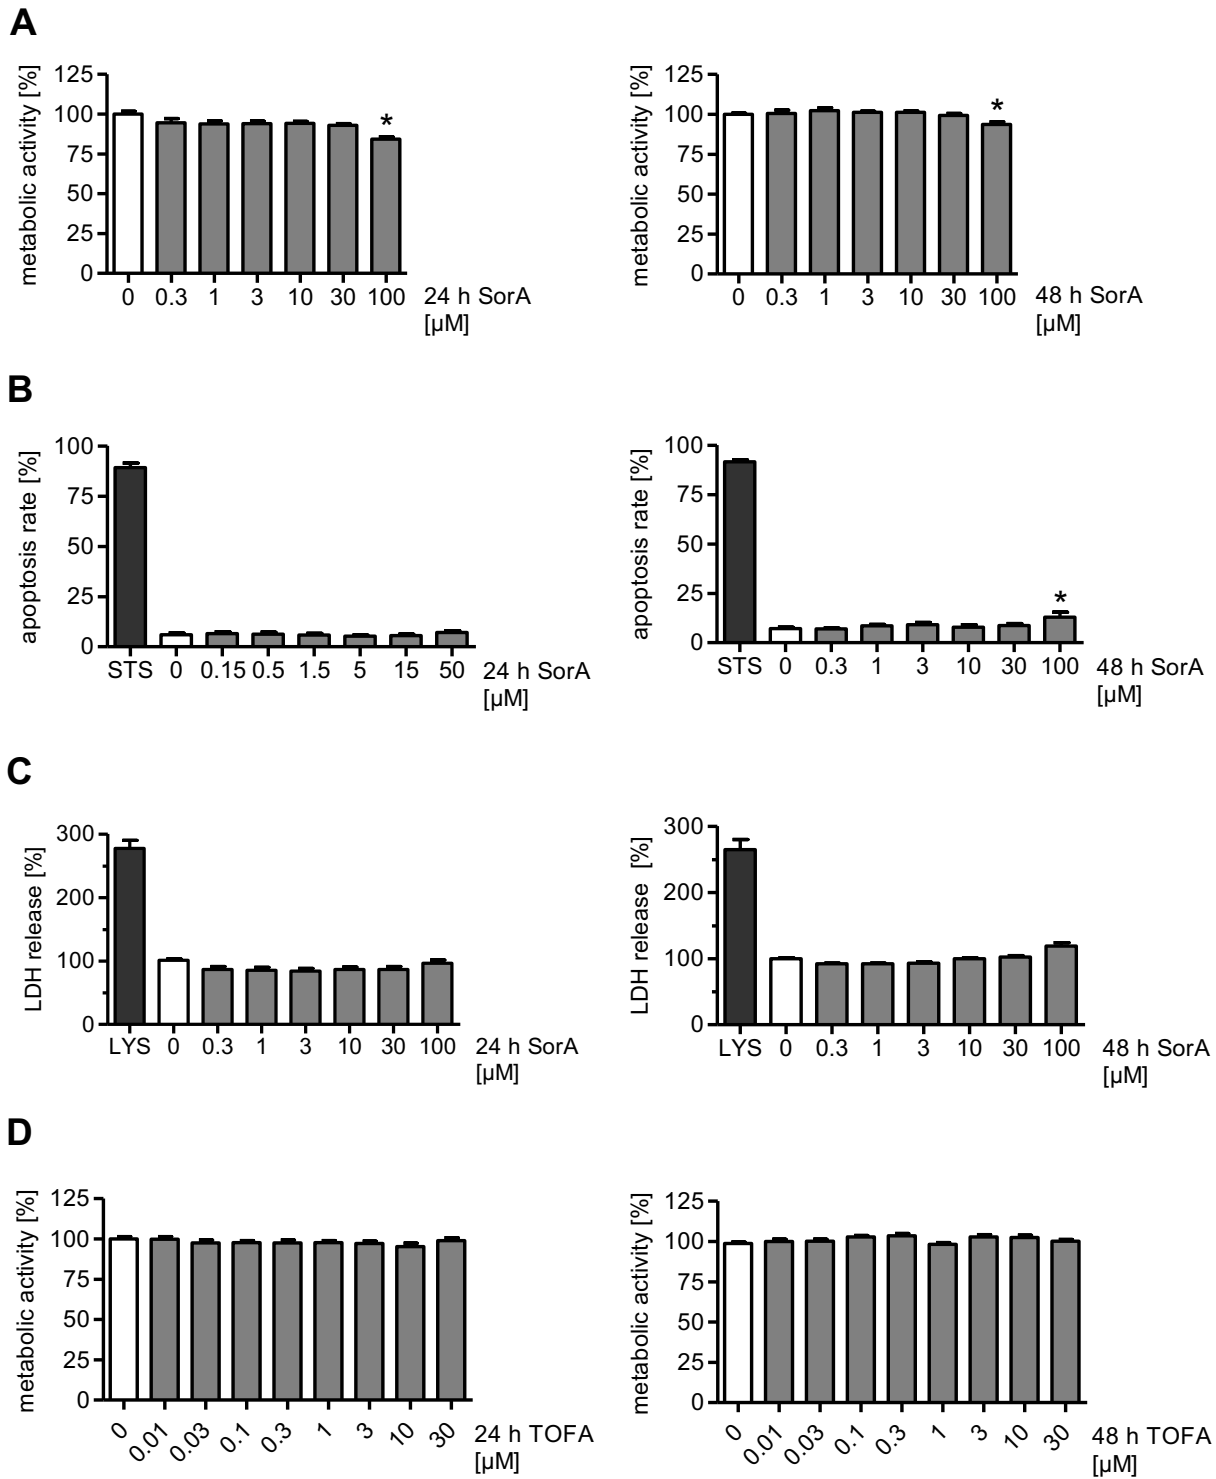 A
metabolic activity [%]
125
100
75
50
25
0
*
0 0.3 1 3 10 30 100
24 h SorA
[µM]
metabolic activity [%]
125
100
75
50
25
0
*
0 0.3 1 3 10 30 100
48 h SorA
[µM]
B
apoptosis rate [%]
100
75
50
25
0
STS 0 0.15 0.5 1.5 5 15 50
24 h SorA
[µM]
apoptosis rate [%]
100
75
50
25
0
*
STS 0 0.3 1 3 10 30 100
48 h SorA
[µM]
C
LDH release [%]
300
200
100
0
LYS 0 0.3 1 3 10 30 100
24 h SorA
[µM]
LDH release [%]
300
200
100
0
LYS 0 0.3 1 3 10 30 100
48 h SorA
[µM]
D
metabolic activity [%]
125
100
75
50
25
0
0 0.01 0.03 0.1 0.3 1 3 10 30
24 h TOFA
[µM]
metabolic activity [%]
125
100
75
50
25
0
0 0.01 0.03 0.1 0.3 1 3 10 30
48 h TOFA
[µM]